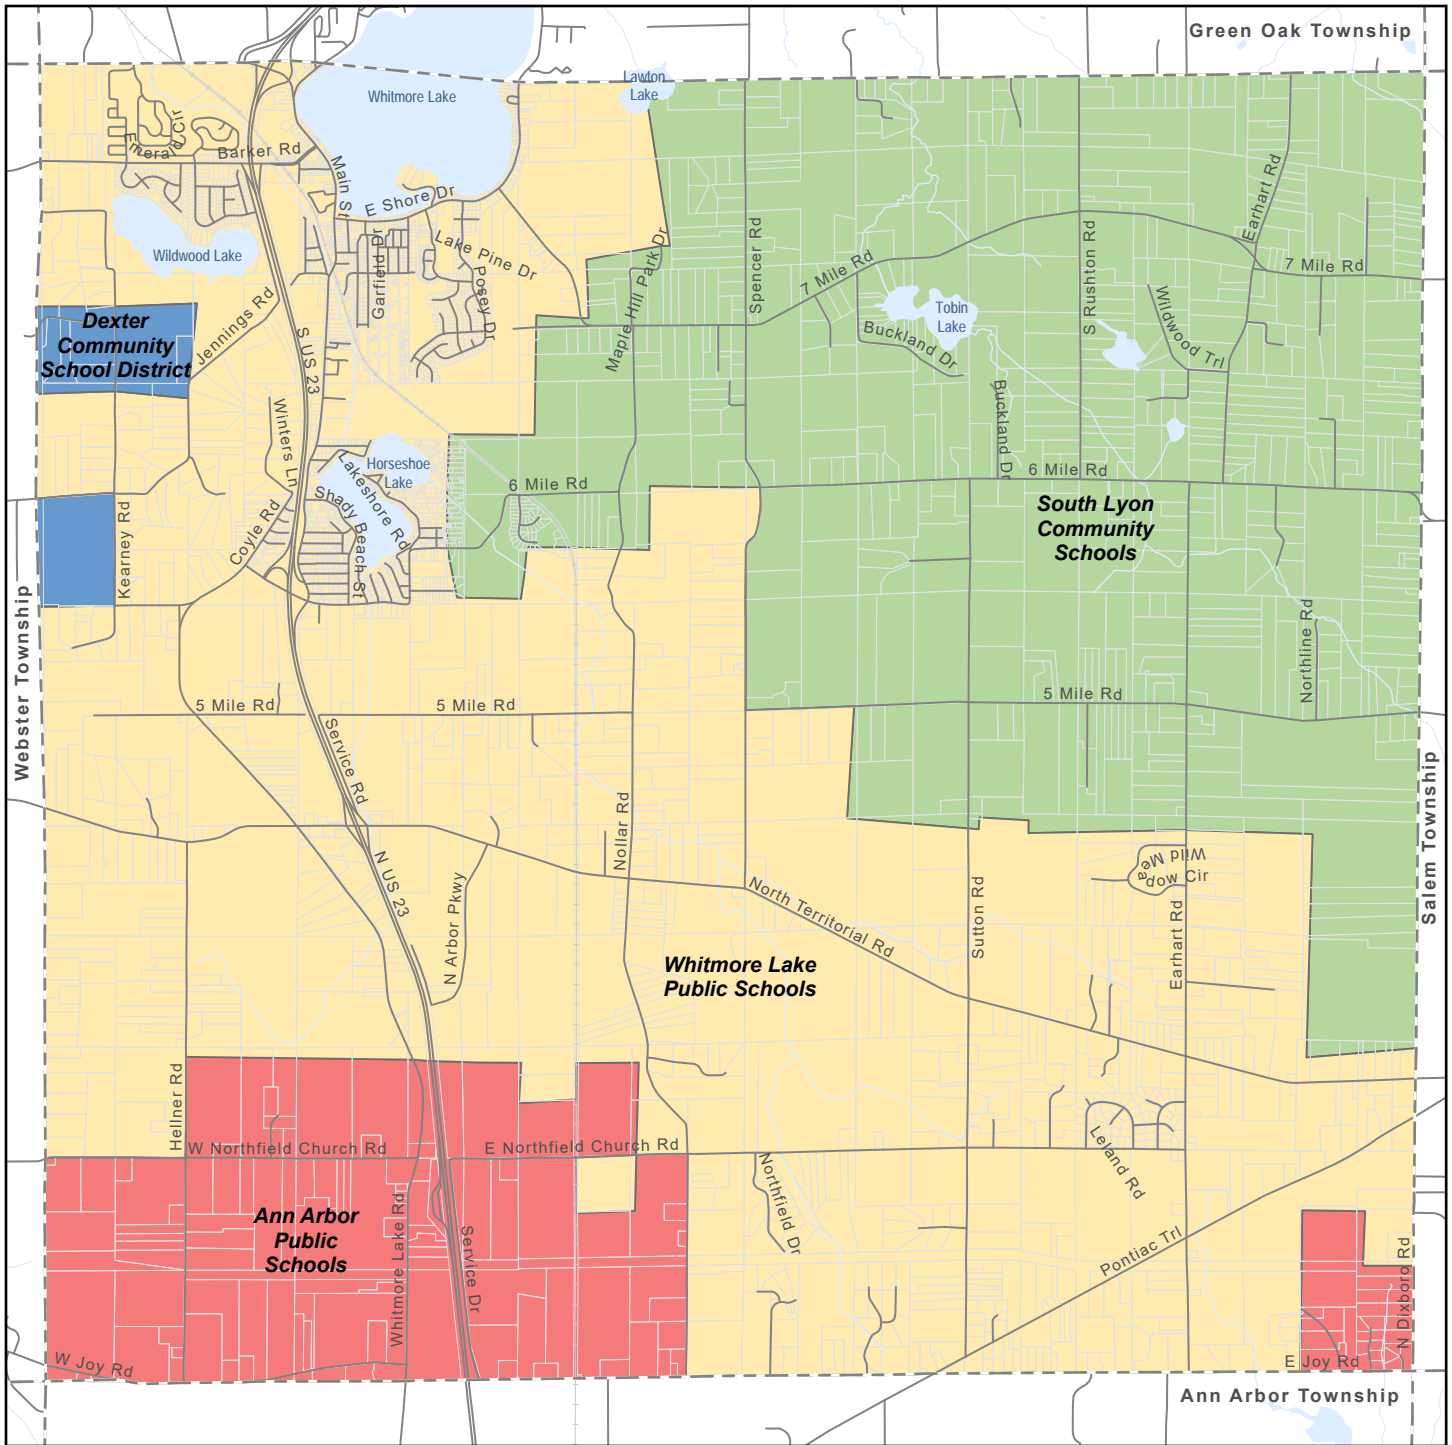 Green Oak Township
Lawton
Lake
Whitmore Lake
Emerald Cir
Barker Rd
Main St
E Shore Dr
Earhart Rd
Wildwood Lake
Garfield Dr
Lake Pine Dr
Posey Dr
Maple Hill Park Dr
Spencer Rd
7 Mile Rd
S Rushton Rd
7 Mile Rd
Dexter
Community
School District
Jennings Rd
S US 23
Tobin
Lake
Buckland Dr
Wildwood Trl
Winters Ln
Buckland Dr
Horseshoe
Lake
Lakeshore Rd
Shady Beach St
6 Mile Rd
6 Mile Rd
South Lyon
Community
Schools
Kearney Rd
Coyle Rd
Webster Township
Northline Rd
5 Mile Rd
5 Mile Rd
5 Mile Rd
Service Rd
Nollar Rd
Salem Township
N US 23
N Arbor Pkwy
North Territorial Rd
Sutton Rd
Wild Mea
dow Cir
Earhart Rd
Whitmore Lake
Public Schools
Hellner Rd
W Northfield Church Rd
E Northfield Church Rd
Leland Rd
Northfield Dr
Ann Arbor
Public
Schools
Whitmore Lake Rd
Service Dr
Pontiac Trl
N Dixboro Rd
W Joy Rd
E Joy Rd
Ann Arbor Township